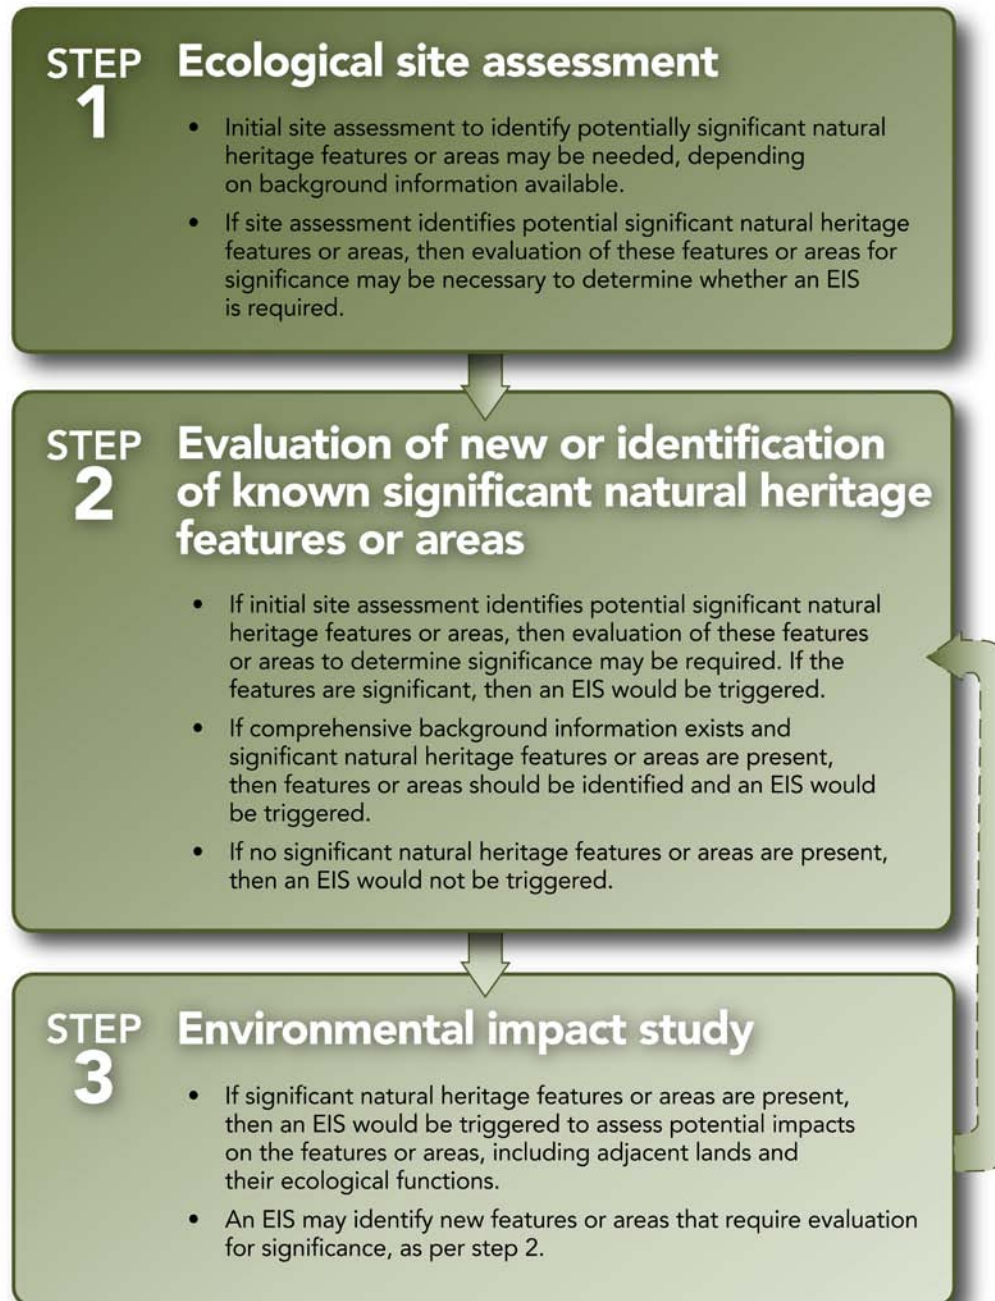 STEP
1
Ecological site assessment
• Initial site assessment to identify potentially significant natural
heritage features or areas may be needed, depending
on background information available.
• If site assessment identifies potential significant natural heritage
features or areas, then evaluation of these features or areas for
significance may be necessary to determine whether an EIS
is required.
STEP
2
Evaluation of new or identification
of known significant natural heritage
features or areas
• If initial site assessment identifies potential significant natural
heritage features or areas, then evaluation of these features
or areas to determine significance may be required. If the
features are significant, then an EIS would be triggered.
• If comprehensive background information exists and
significant natural heritage features or areas are present,
then features or areas should be identified and an EIS would
be triggered.
• If no significant natural heritage features or areas are present,
then an EIS would not be triggered.
STEP
3
Environmental impact study
• If significant natural heritage features or areas are present,
then an EIS would be triggered to assess potential impacts
on the features or areas, including adjacent lands and
their ecological functions.
• An EIS may identify new features or areas that require evaluation
for significance, as per step 2.